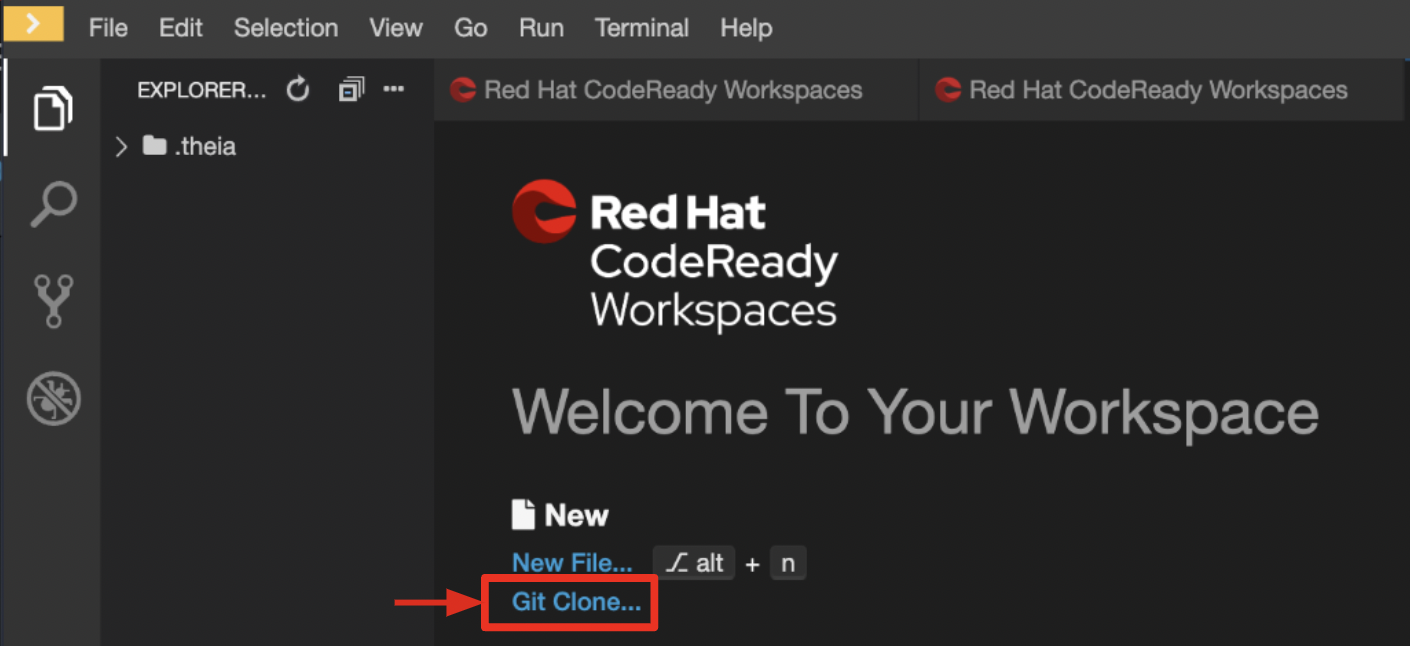 File Edit Selection View Go Run Terminal Help
EXPLORER...
.theia
Red Hat CodeReady Workspaces
Red Hat CodeReady Workspaces
Red Hat
CodeReady
Workspaces
Welcome To Your Workspace
New
New File... ⌥ alt + n
Git Clone...